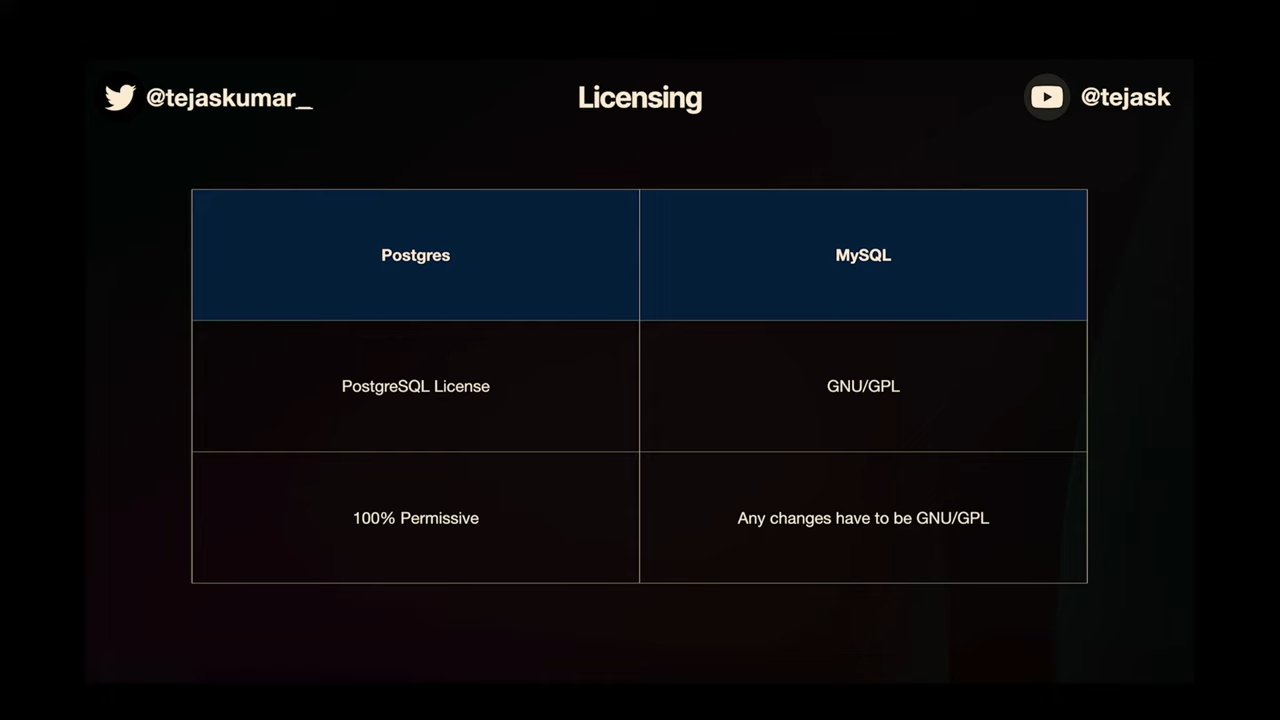 @tejaskumar_
Licensing
@tejask
Postgres
MySQL
PostgreSQL License
GNU/GPL
100% Permissive
Any changes have to be GNU/GPL